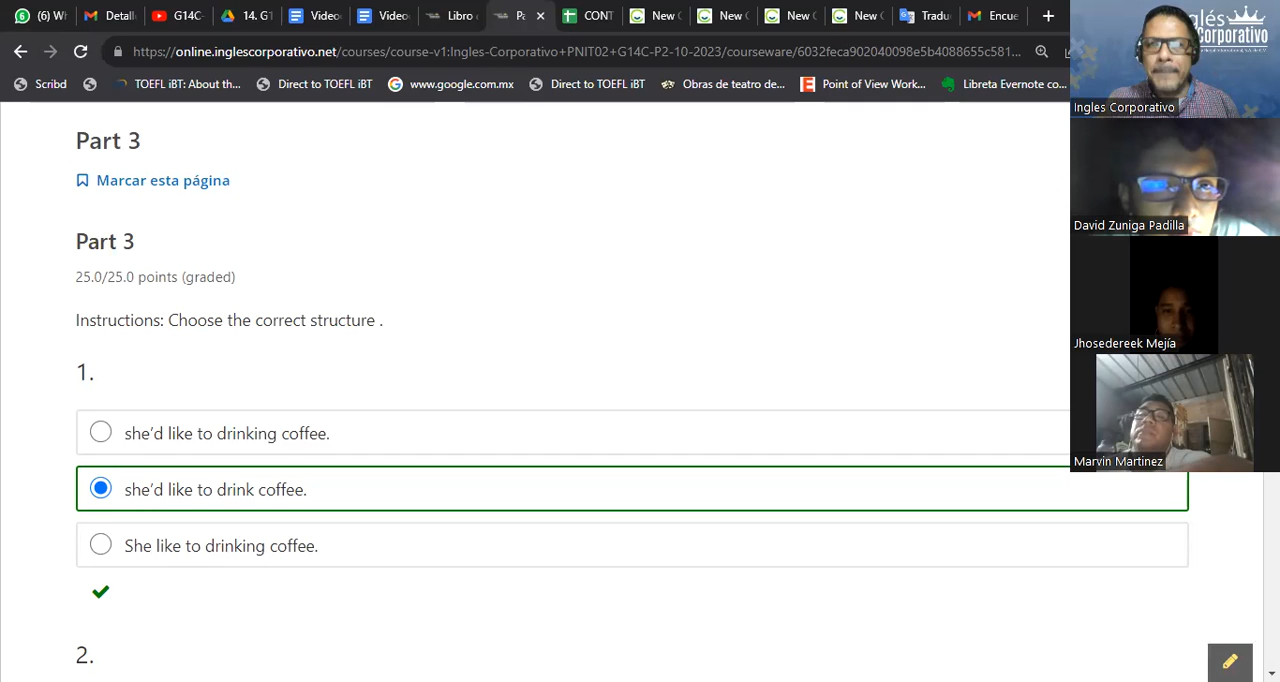 (6) WI
Detall
G14C-
14. G1
Video
Video
Libro
Pa
CONT
New C
New C
New C
New C
Tradu
Encue
https://online.inglescorporativo.net/courses/course-v1:Ingles-Corporativo+PNIT02+G14C-P2-10-2023/courseware/6032feca902040098e5b4088655c581...
Scribd
TOEFL iBT: About th...
Direct to TOEFL iBT
www.google.com.mx
Direct to TOEFL iBT
Obras de teatro de...
Point of View Work...
Libreta Evernote co...
Part 3
Marcar esta página
Part 3
25.0/25.0 points (graded)
Instructions: Choose the correct structure .
1.
she’d like to drinking coffee.
she’d like to drink coffee.
She like to drinking coffee.
2.
glés
corporativo
Ingles Corporativo
David Zuniga Padilla
Jhosedereek Mejía
Marvin Martinez